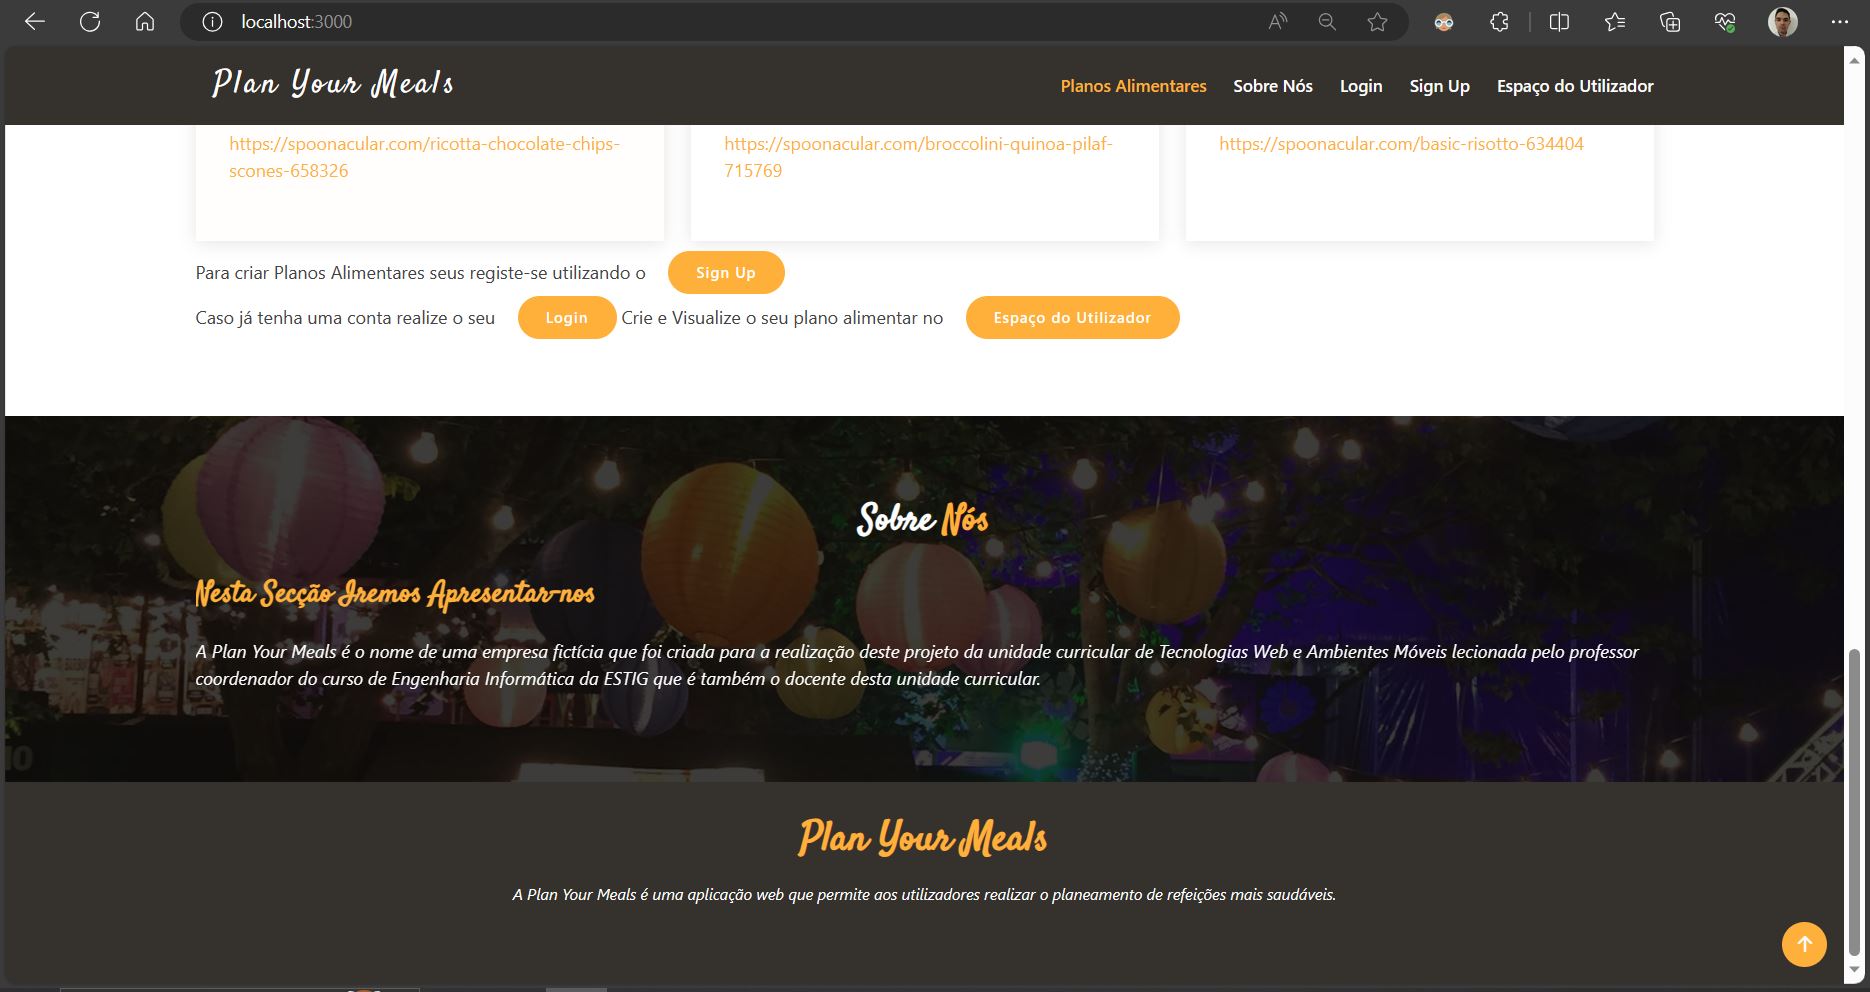 localhost:3000
Plan Your Meals
Planos Alimentares Sobre Nós Login Sign Up Espaço do Utilizador
https://spoonacular.com/ricotta-chocolate-chips-
scones-658326
https://spoonacular.com/broccolini-quinoa-pilaf-
715769
https://spoonacular.com/basic-risotto-634404
Para criar Planos Alimentares seus registe-se utilizando o Sign Up
Caso já tenha uma conta realize o seu Login Crie e Visualize o seu plano alimentar no Espaço do Utilizador
Sobre Nós
Nesta Secção Iremos Apresentar-nos
A Plan Your Meals é o nome de uma empresa fictícia que foi criada para a realização deste projeto da unidade curricular de Tecnologias Web e Ambientes Móveis lecionada pelo professor
coordenador do curso de Engenharia Informática da ESTIG que é também o docente desta unidade curricular.
Plan Your Meals
A Plan Your Meals é uma aplicação web que permite aos utilizadores realizar o planeamento de refeições mais saudáveis.